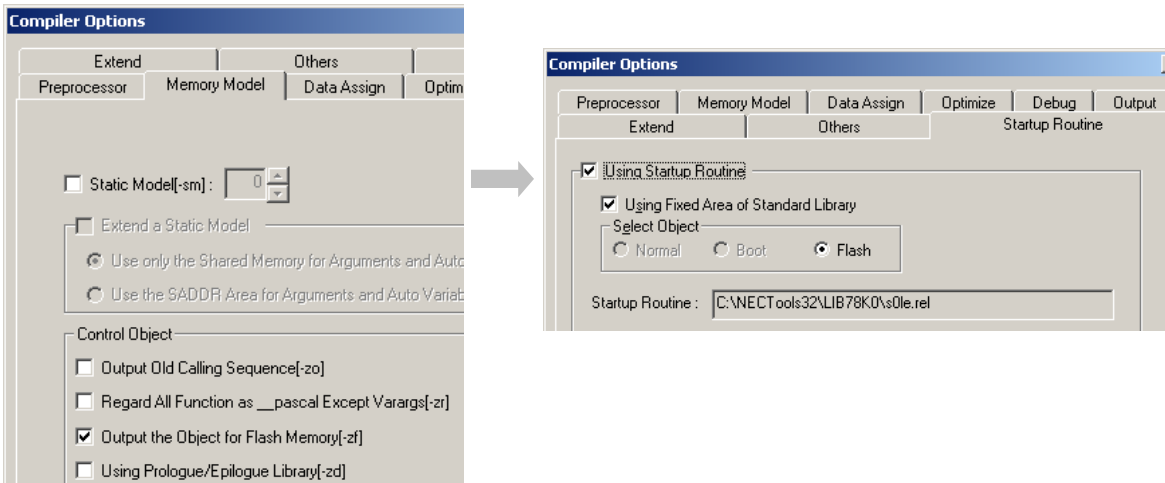 Compiler Options
Extend
Others
Preprocessor
Memory Model
Data Assign
Optim
Static Model[-sm] :
0
Extend a Static Model
Use only the Shared Memory for Arguments and Auto
Use the SADDR Area for Arguments and Auto Variab
Control Object
Output Old Calling Sequence[-zo]
Regard All Function as __pascal Except Varargs[-zr]
Output the Object for Flash Memory[-zf]
Using Prologue/Epilogue Library[-zd]
Compiler Options
Preprocessor
Memory Model
Data Assign
Optimize
Debug
Output
Extend
Others
Startup Routine
Using Startup Routine
Using Fixed Area of Standard Library
Select Object
Normal
Boot
Flash
Startup Routine :
C:\NECTools32\LIB78K0\s0le.rel